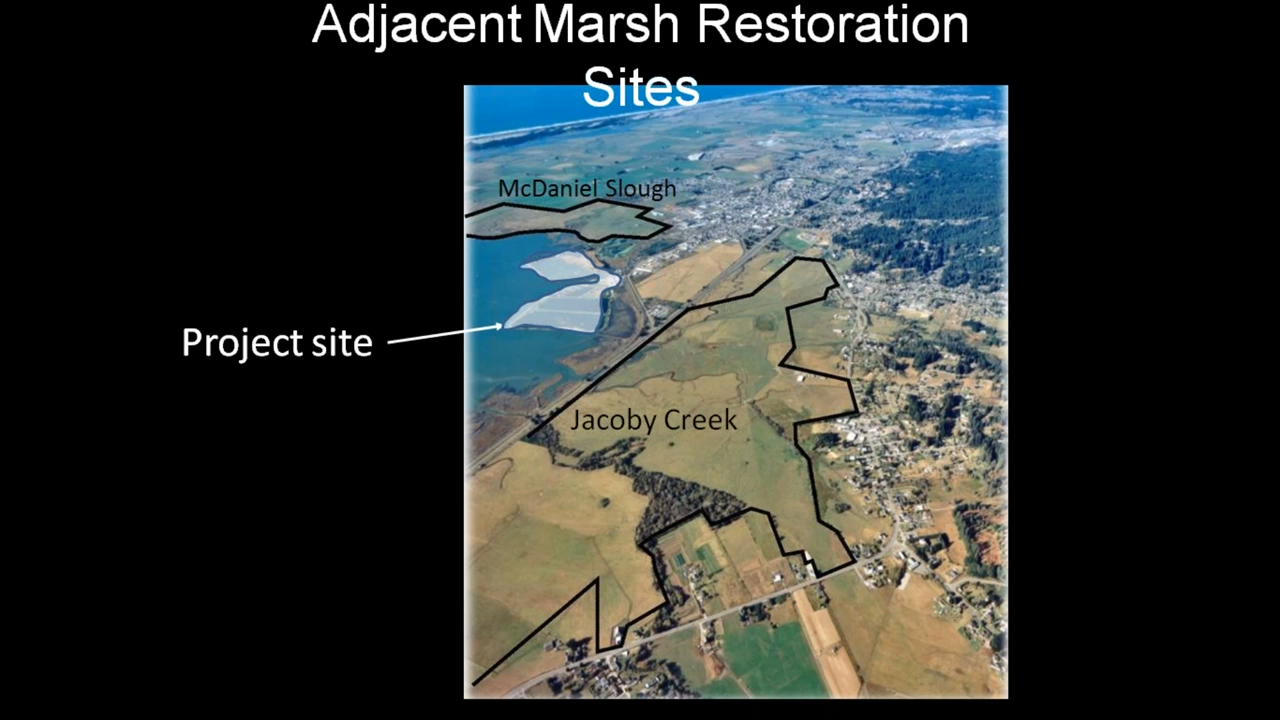 Adjacent Marsh Restoration
Sites
McDaniel Slough
Project site
Jacoby Creek